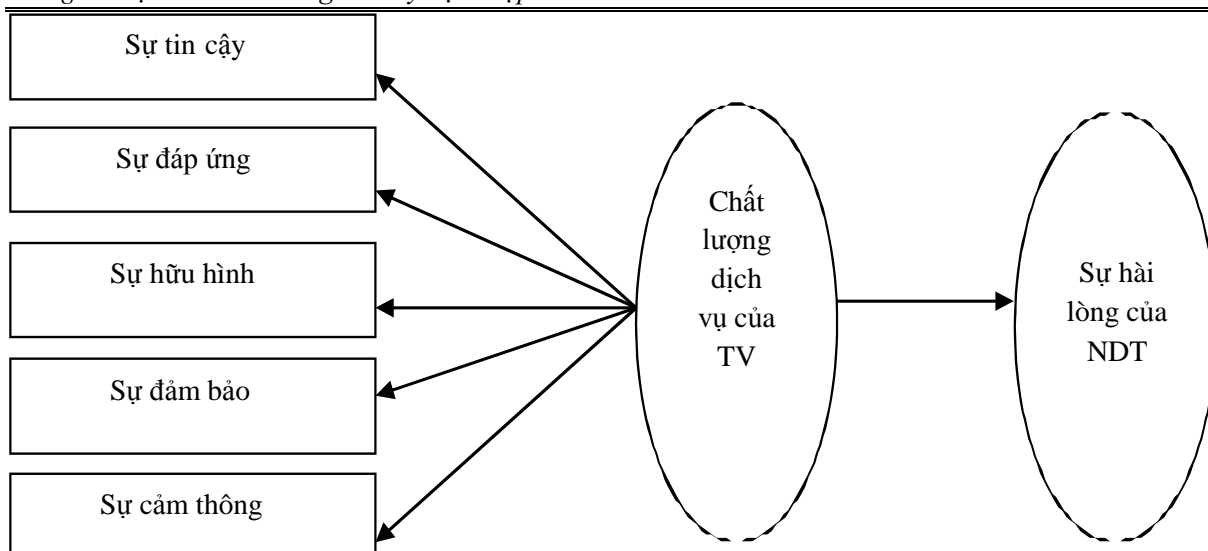 Sự tin cậy
Sự đáp ứng
Sự hữu hình
Sự đảm bảo
Sự cảm thông
Chất
lượng
dịch
vụ của
TV
Sự hài
lòng của
NDT